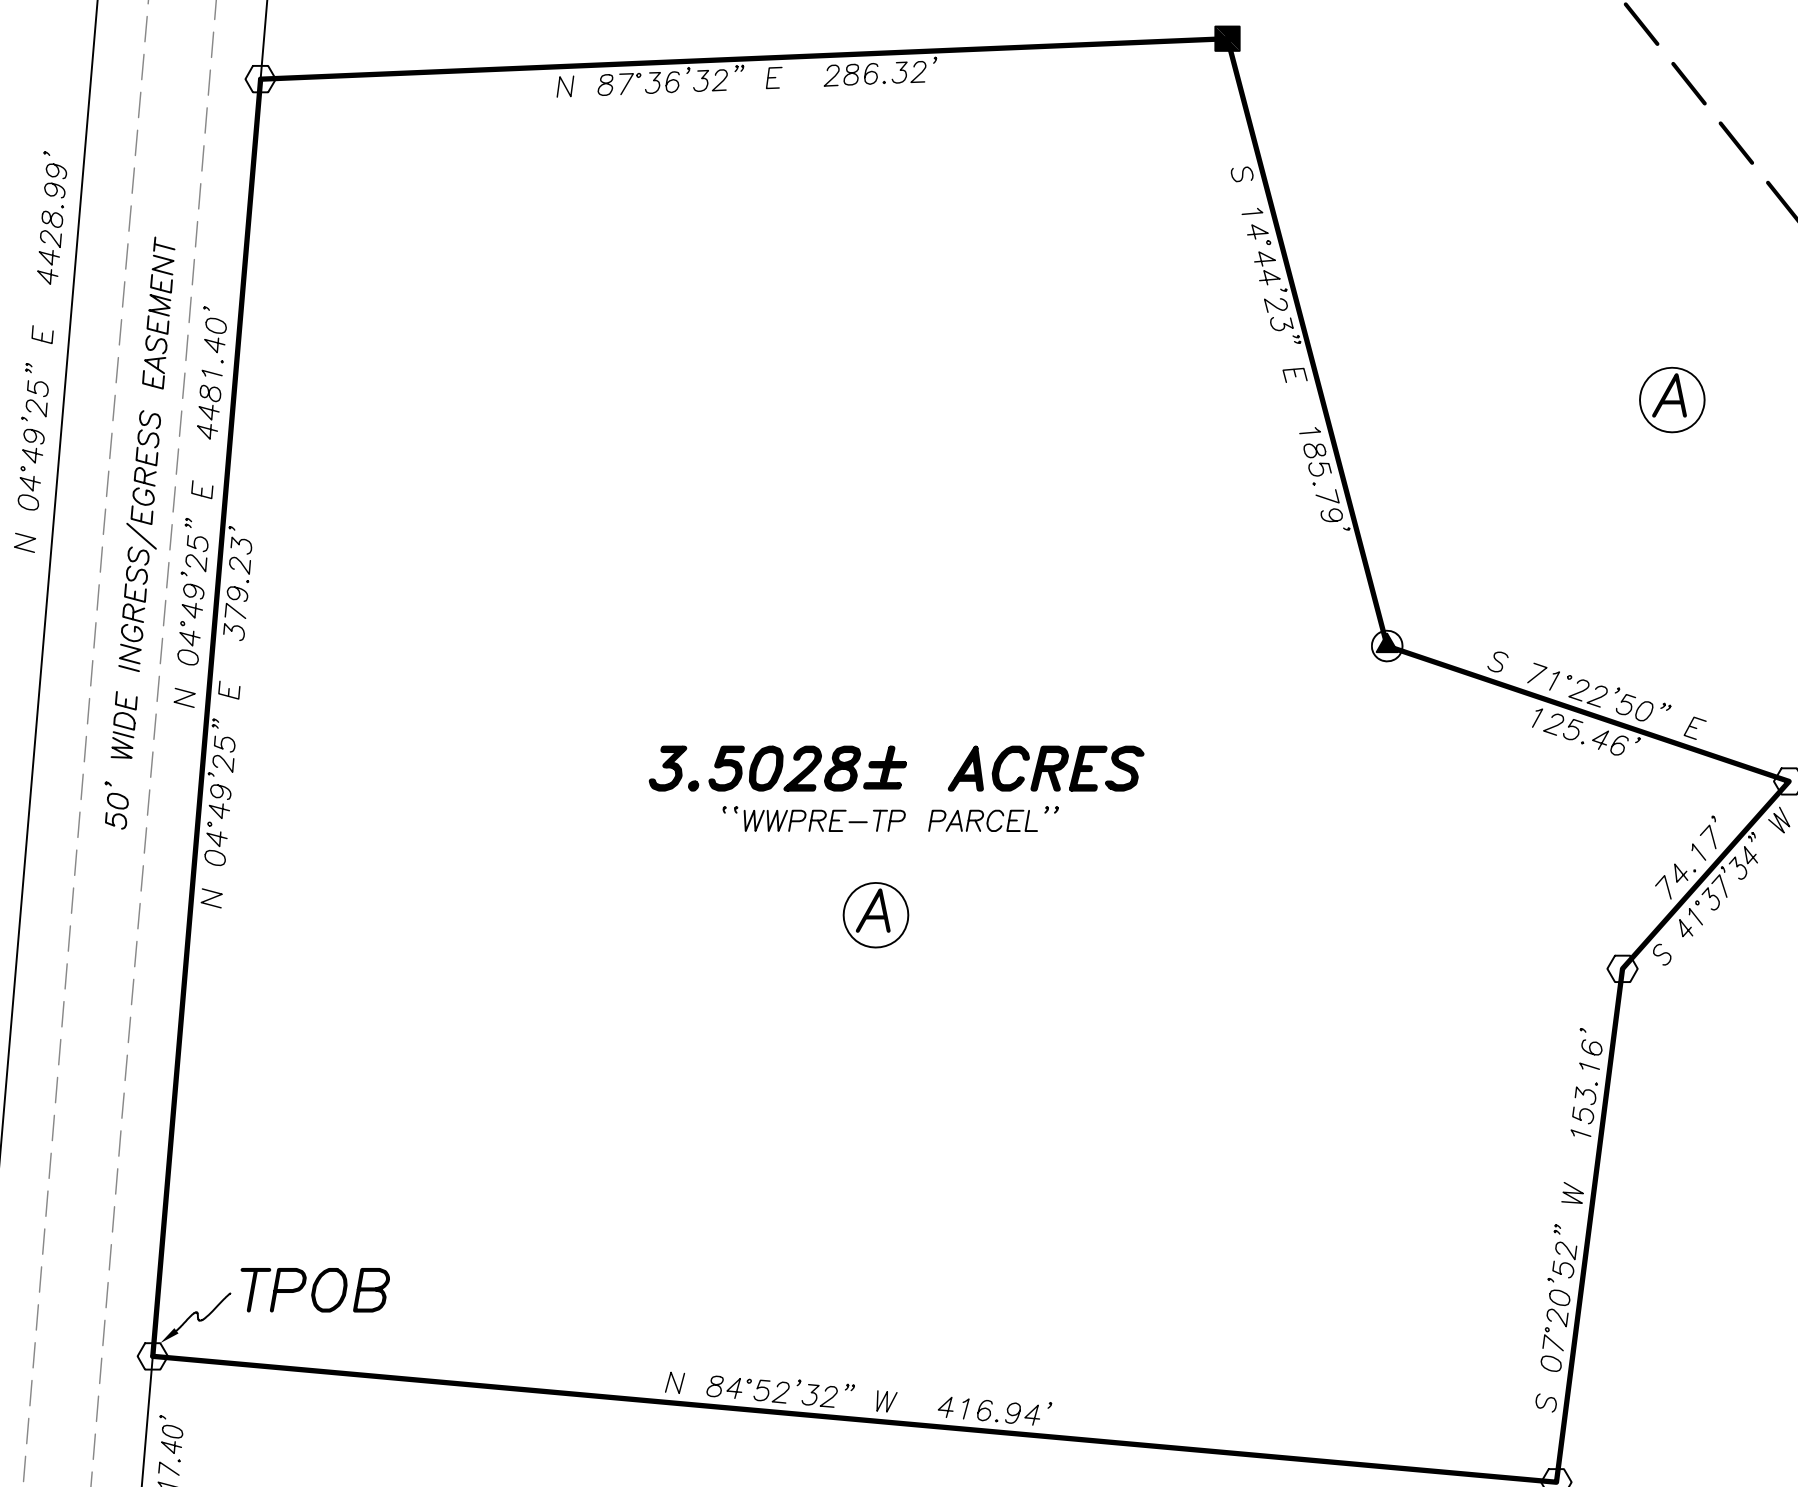 N 87°36'32" E 286.32'
N 04°49'25" E 4428.99'
50' WIDE INGRESS/EGRESS EASEMENT
N 04°49'25" E 4481.40'
N 04°49'25" E 379.23'
S 14°44'23" E 185.79'
A
S 71°22'50" E
125.46'
3.5028± ACRES
"WWPRE-TP PARCEL"
A
74.17'
S 41°37'34" W
S 07°20'52" W 153.16'
TPOB
N 84°52'32" W 416.94'
17.40'